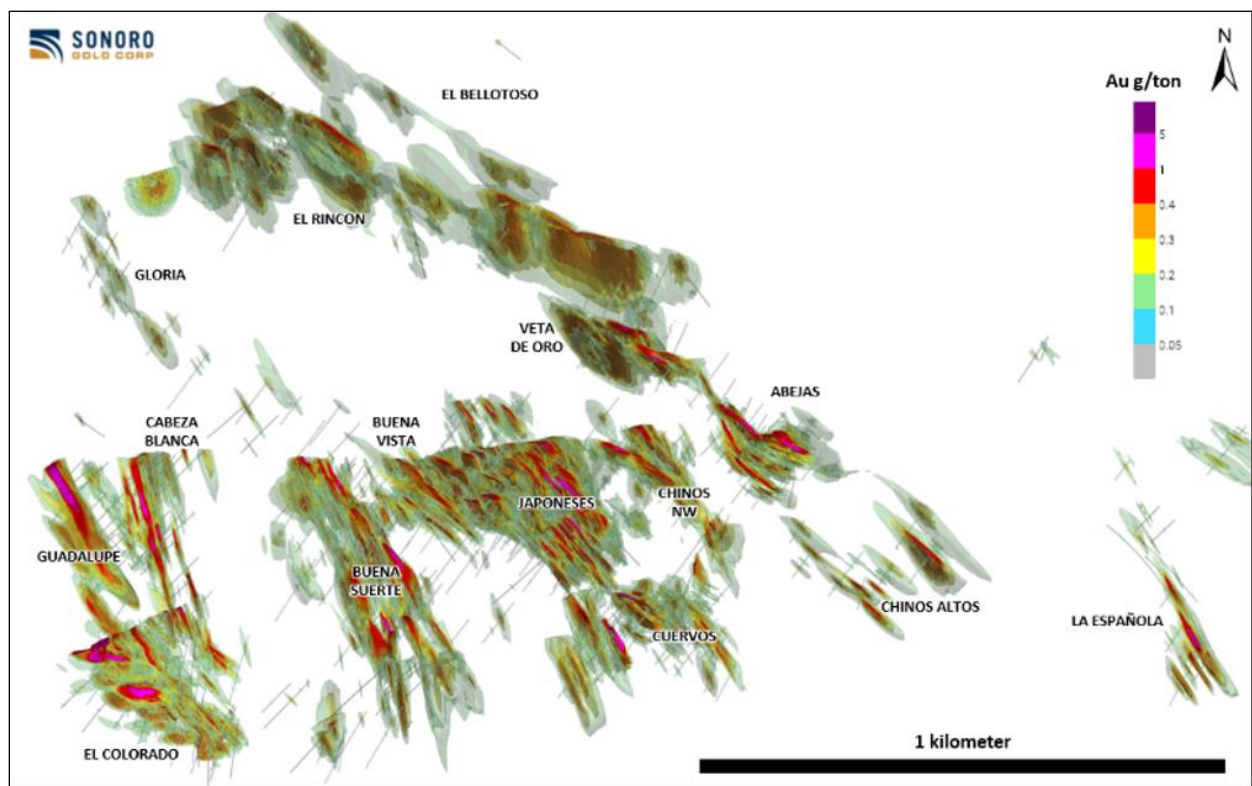 SONORO
GOLD CORP
N
EL BELLOTOSO
Au g/ton
5
1
0.4
0.3
0.2
0.1
0.05
EL RINCON
GLORIA
VETA
DE ORO
ABEJAS
CABEZA
BLANCA
BUENA
VISTA
JAPONESES
CHINOS
NW
GUADALUPE
BUENA
SUERTE
CHINOS ALTOS
LA ESPAÑOLA
CUERVOS
EL COLORADO
1 kilometer